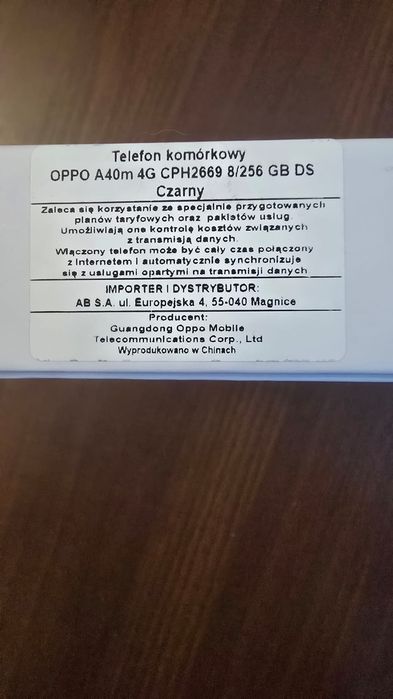 Telefon komórkowy
OPPO A40m 4G CPH2669 8/256 GB DS
Czarny
Zaleca się korzystanie ze specjalnie przygotowanych
planów taryfowych oraz pakietów usług.
Umożliwiają one kontrolę kosztów związanych
z transmisją danych.
Włączony telefon może być cały czas połączony
z Internetem i automatycznie synchronizuje
się z usługami opartymi na transmisji danych
IMPORTER I DYSTRYBUTOR:
AB S.A. ul. Europejska 4, 55-040 Magnice
Producent:
Guangdong Oppo Mobile
Telecommunications Corp., Ltd
Wyprodukowano w Chinach